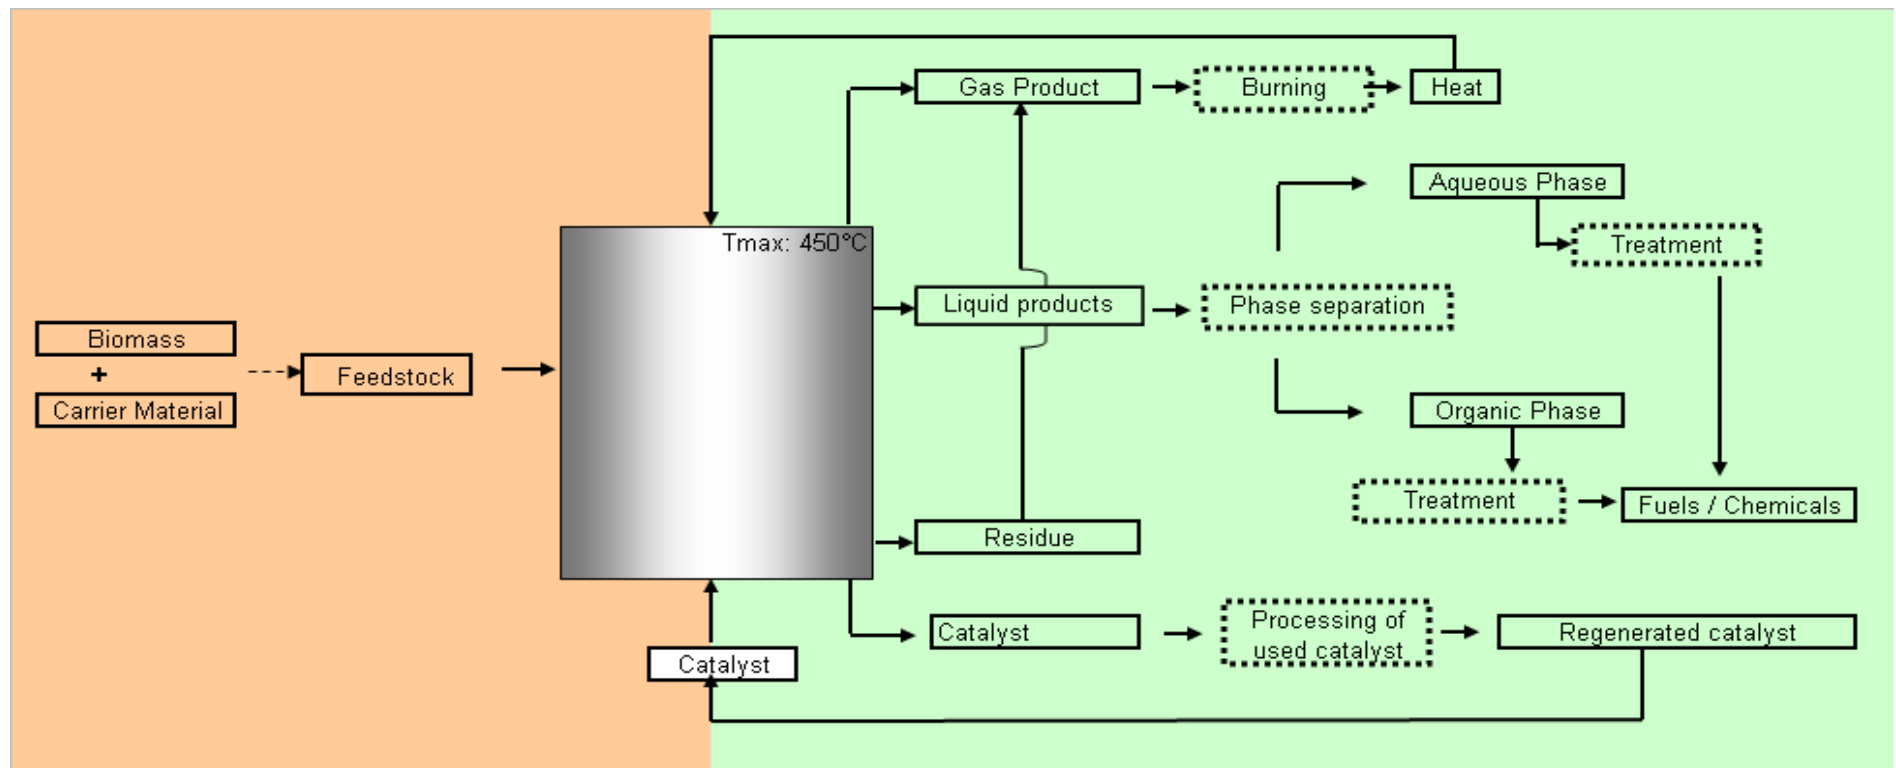 Gas Product
Burning
Heat
Aqueous Phase
Tmax: 450°C
Treatment
Liquid products
Phase separation
Biomass
+
Feedstock
Carrier Material
Organic Phase
Treatment
Fuels / Chemicals
Residue
Catalyst
Processing of
used catalyst
Regenerated catalyst
Catalyst